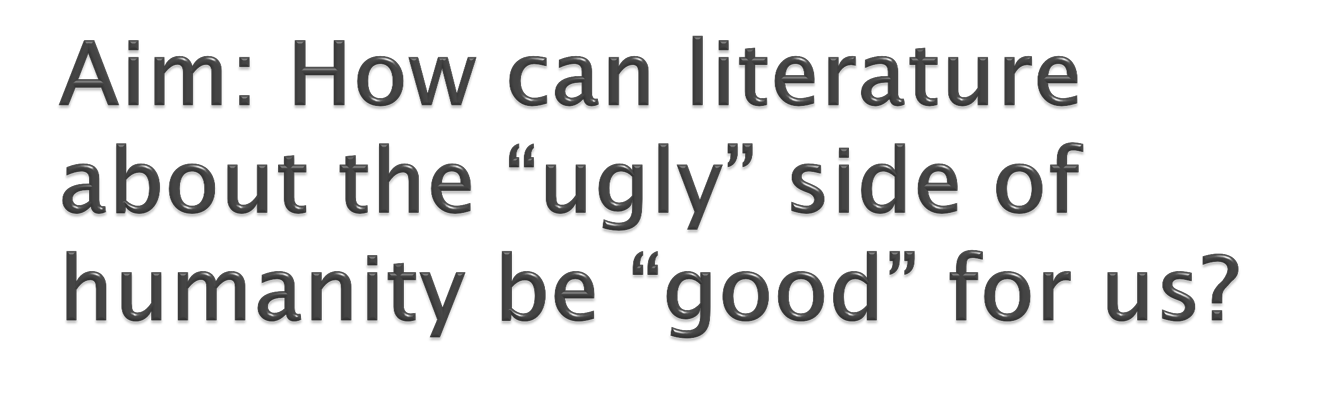 Aim: How can literature
about the “ugly” side of
humanity be “good” for us?